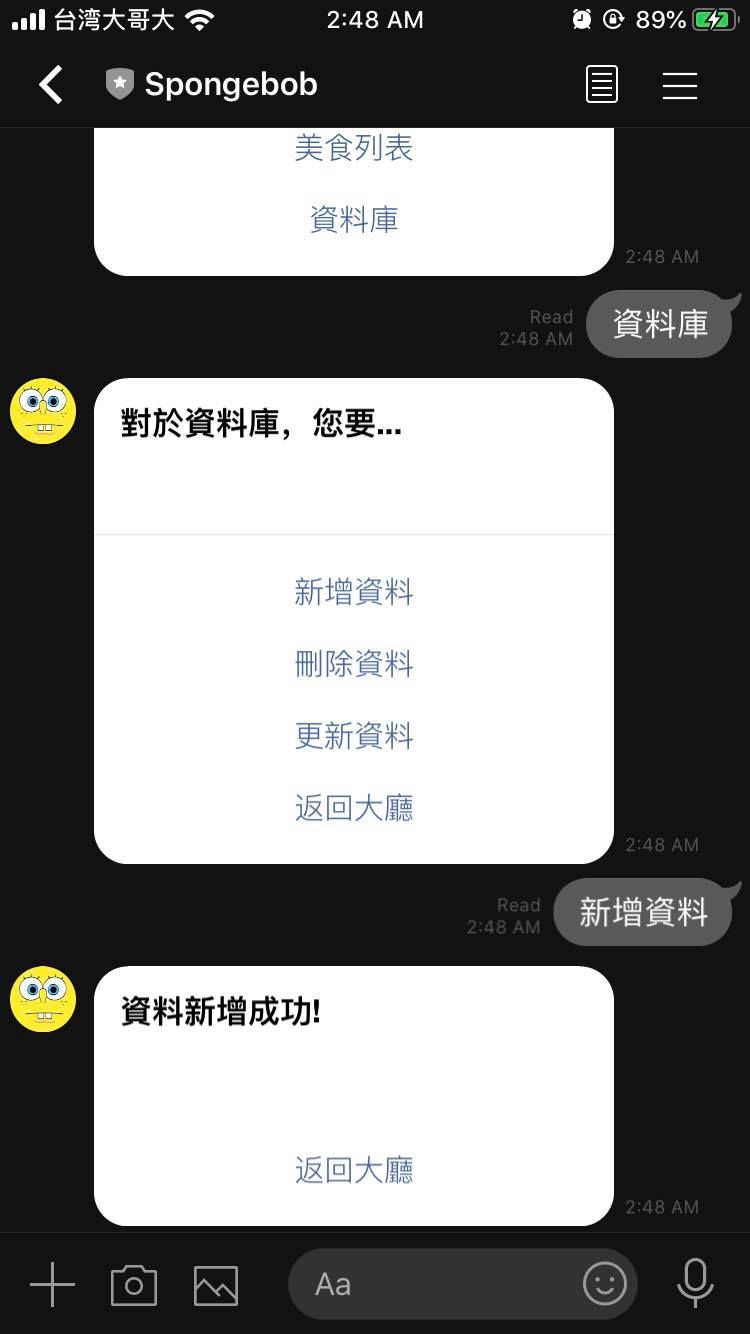 台湾大哥大 2:48 AM 89%
Spongebob
美食列表
資料庫
2:48 AM
Read
2:48 AM
資料庫
對於資料庫，您要...
新增資料
刪除資料
更新資料
返回大廳
2:48 AM
Read
2:48 AM
新增資料
資料新增成功!
返回大廳
2:48 AM
Aa